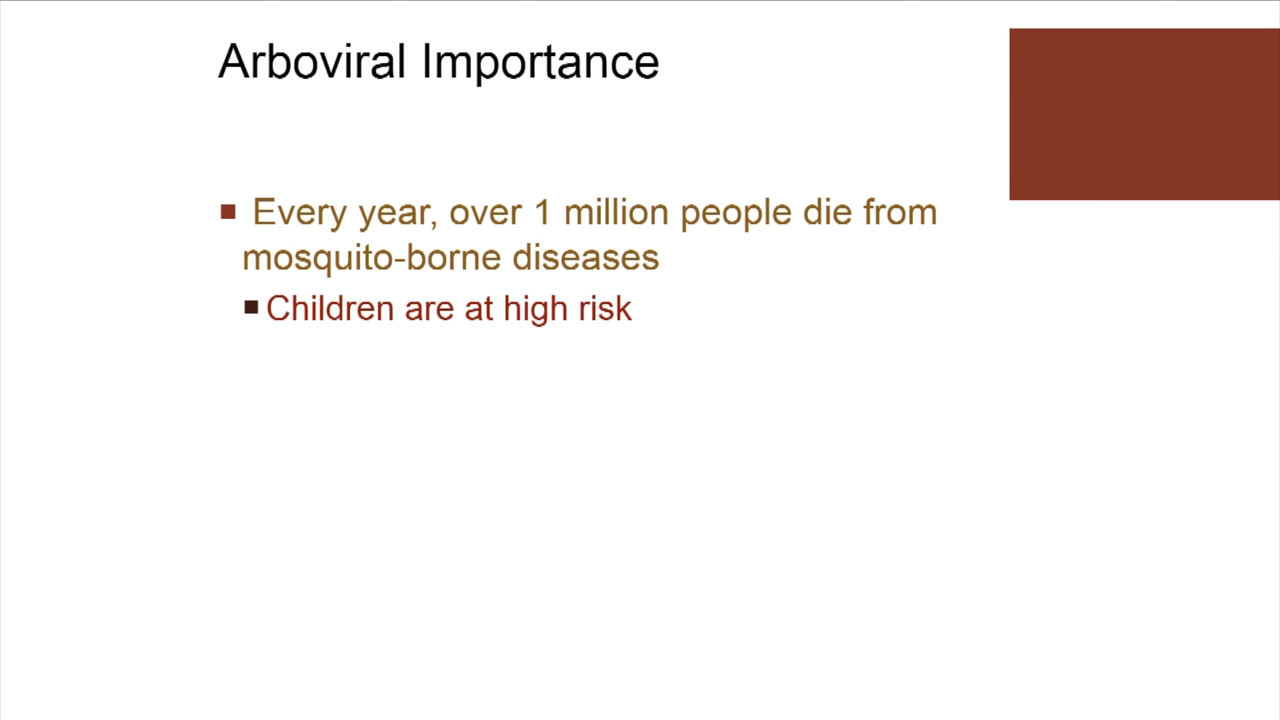 Arboviral Importance
Every year, over 1 million people die from
mosquito-borne diseases
Children are at high risk